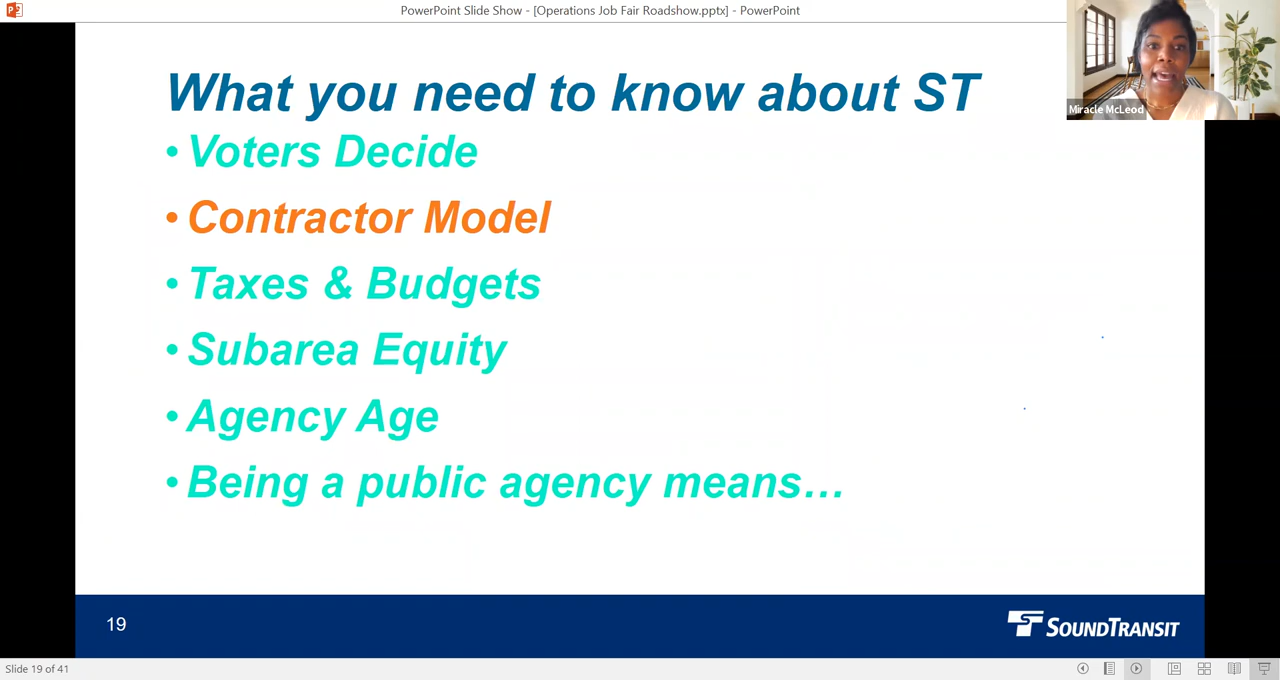 PowerPoint Slide Show - [Operations Job Fair Roadshow.pptx] - PowerPoint
Miracle McLeod
What you need to know about ST
• Voters Decide
• Contractor Model
• Taxes & Budgets
• Subarea Equity
• Agency Age
• Being a public agency means…
19
ST SOUNDTRANSIT
Slide 19 of 41